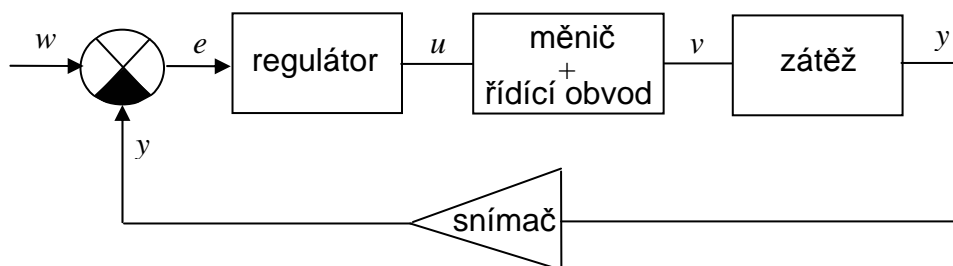 w
e
regulátor
u
měnič
+
řídící obvod
v
zátěž
y
y
snímač